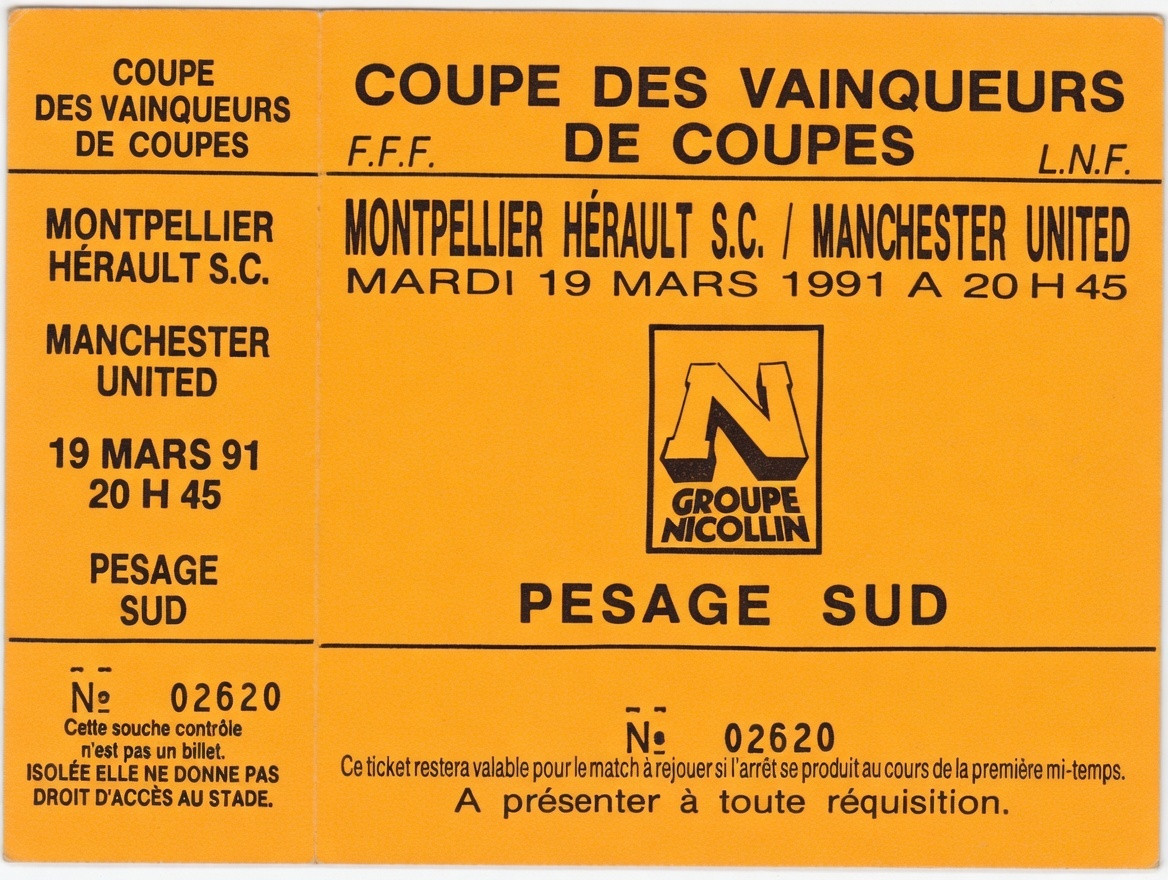 COUPE
DES VAINQUEURS
DE COUPES
MONTPELLIER
HÉRAULT S.C.
MANCHESTER
UNITED
19 MARS 91
20 H 45
PESAGE
SUD
Nº 02620
Cette souche contrôle
n'est pas un billet.
ISOLÉE ELLE NE DONNE PAS
DROIT D'ACCÈS AU STADE.
COUPE DES VAINQUEURS
DE COUPES
F.F.F.
L.N.F.
MONTPELLIER HÉRAULT S.C. / MANCHESTER UNITED
MARDI 19 MARS 1991 A 20 H 45
N
GROUPE
NICOLLIN
PESAGE SUD
Nº 02620
Ce ticket restera valable pour le match à rejouer si l'arrêt se produit au cours de la première mi-temps.
A présenter à toute réquisition.